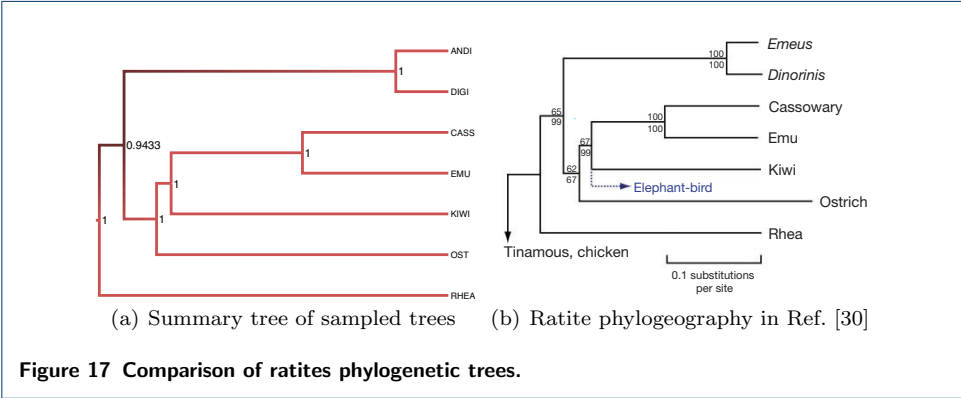 ANDI
1
DIGI
CASS
0.9433
1
EMU
1
1
KIWI
1
OST
RHEA
Emeus
100
100
Dinorinis
Cassowary
65
99
100
100
Emu
67
99
Kiwi
62
67
Elephant-bird
Ostrich
Rhea
Tinamous, chicken
0.1 substitutions
per site
(a) Summary tree of sampled trees (b) Ratite phylogeography in Ref. [30]
Figure 17 Comparison of ratites phylogenetic trees.